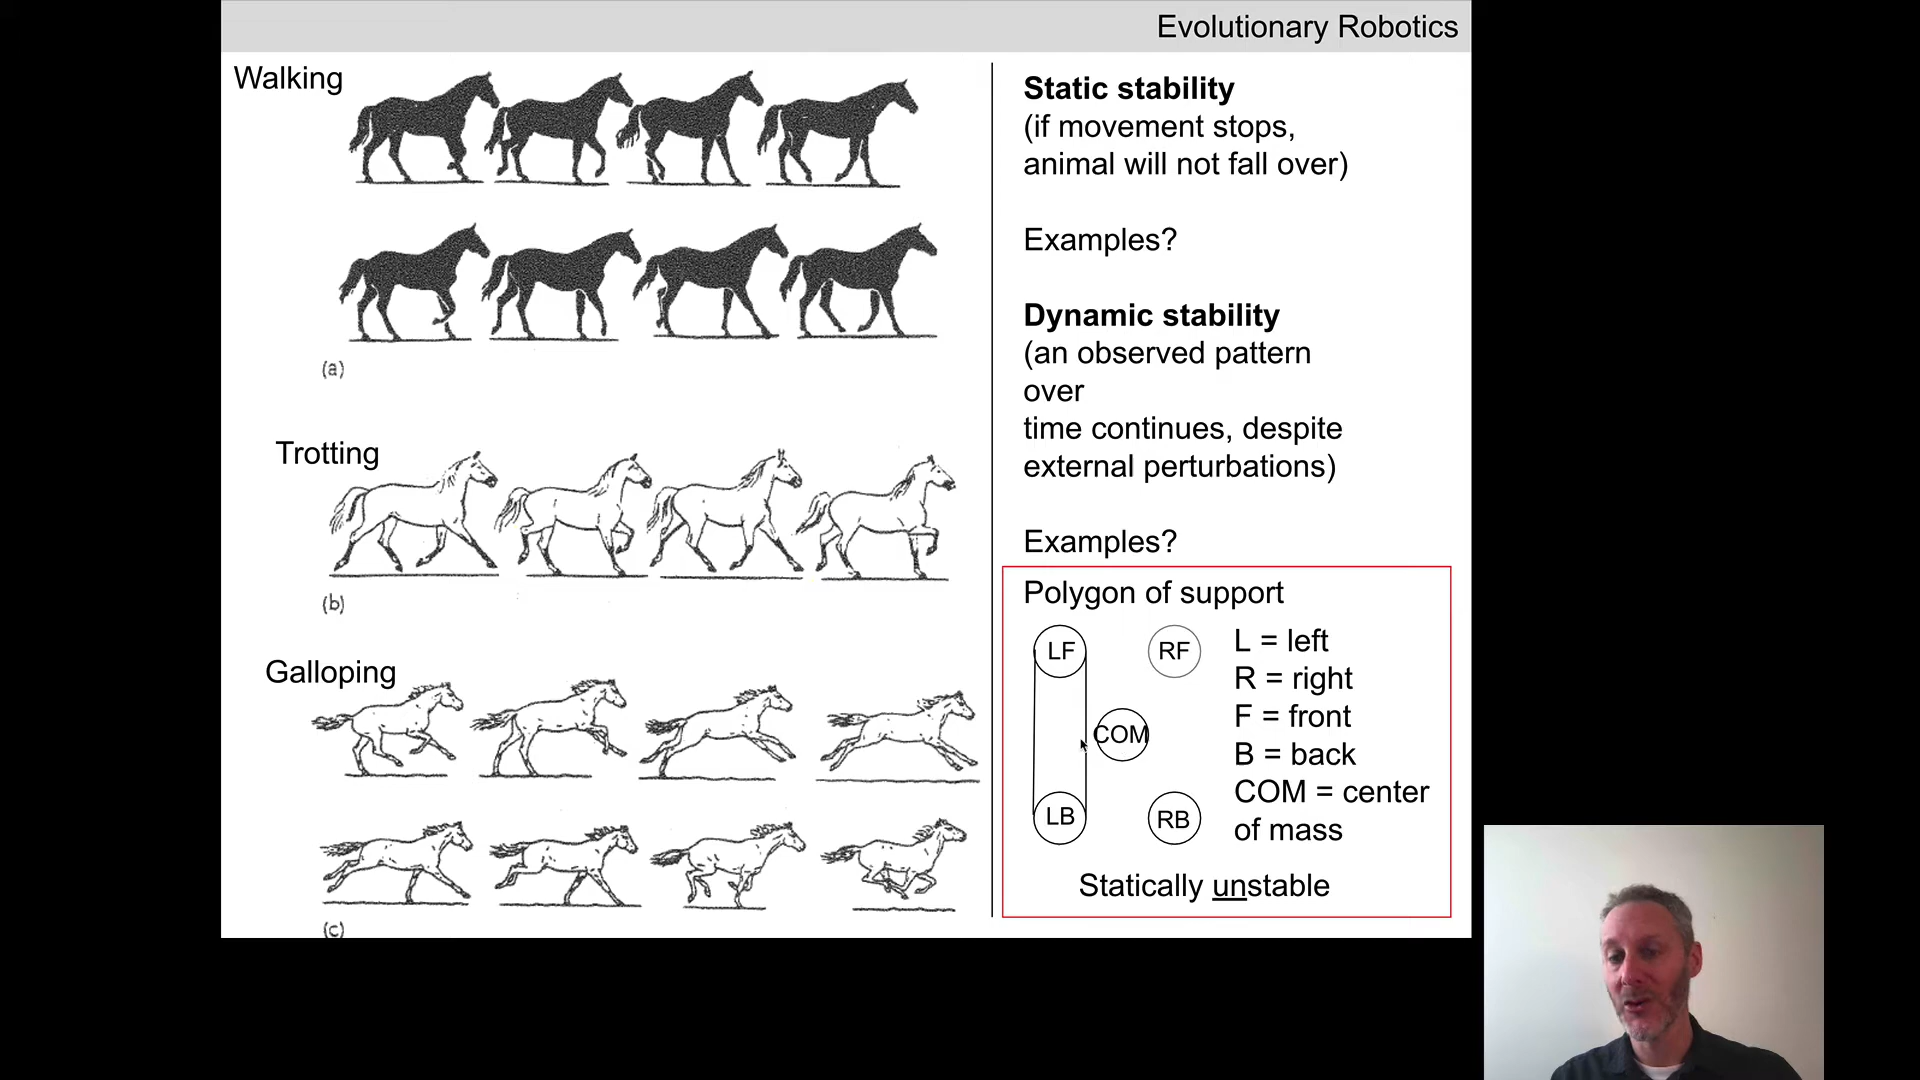 Evolutionary Robotics
Walking
(a)
Trotting
(b)
Galloping
(c)
Static stability
(if movement stops,
animal will not fall over)
Examples?
Dynamic stability
(an observed pattern
over
time continues, despite
external perturbations)
Examples?
Polygon of support
LF
RF
COM
LB
RB
L = left
R = right
F = front
B = back
COM = center
of mass
Statically unstable